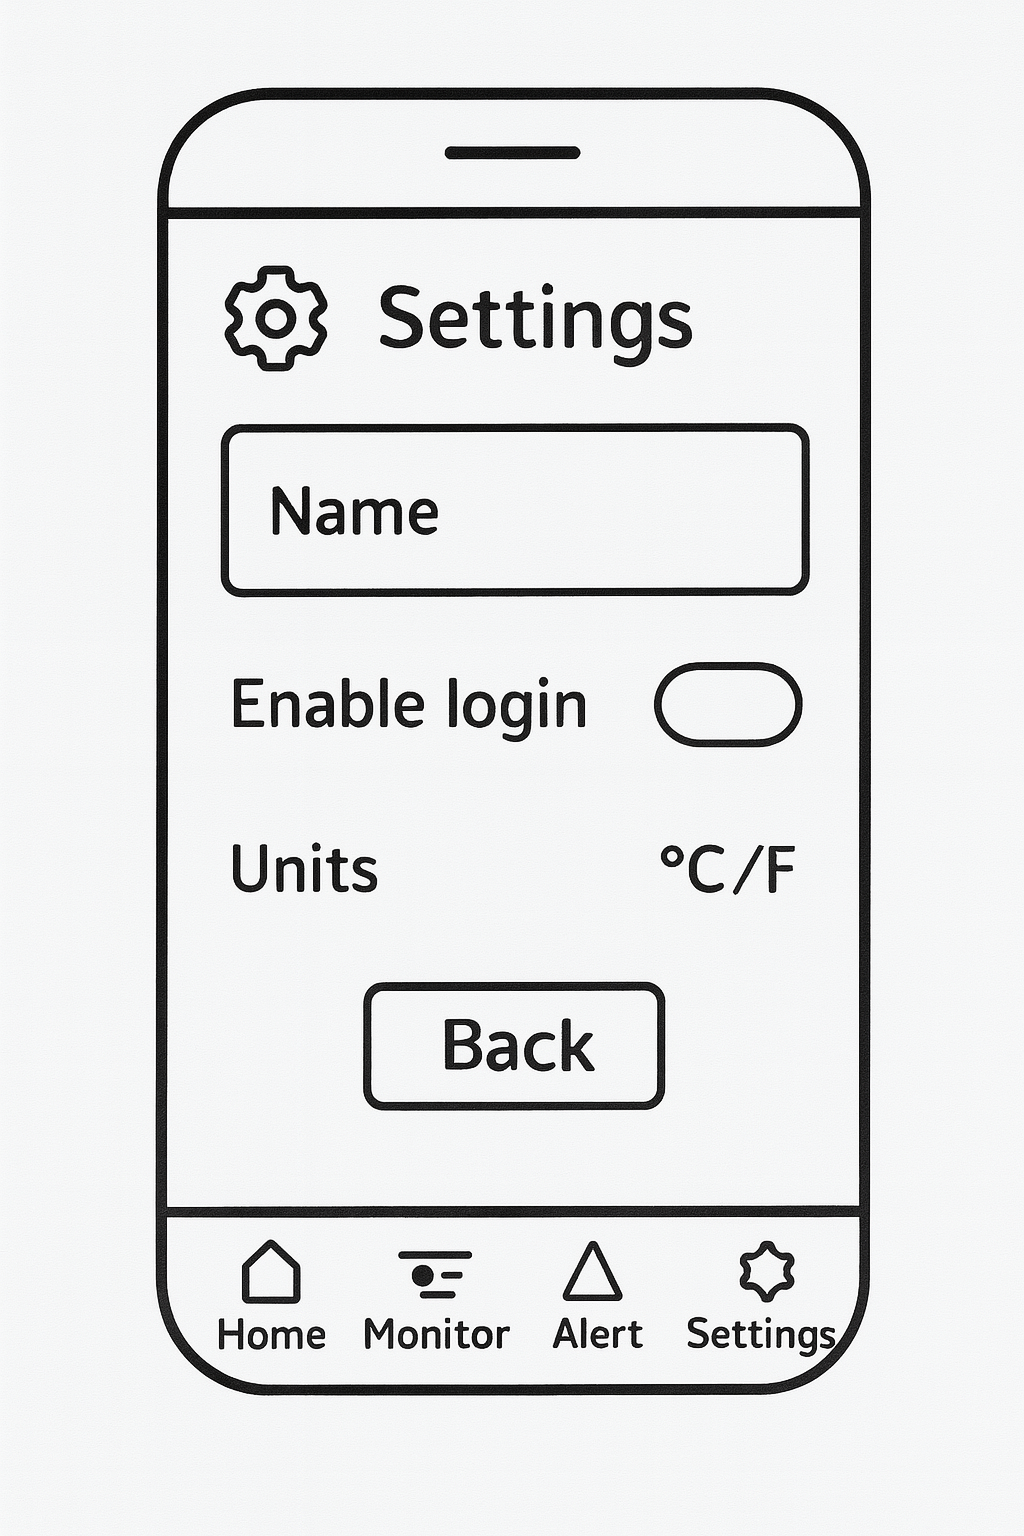 Settings
Name
Enable login
Units °C/F
Back
Home Monitor Alert Settings